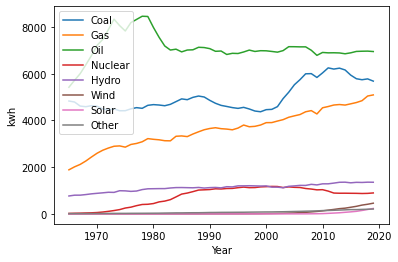 Coal
Gas
Oil
Nuclear
Hydro
Wind
Solar
Other
8000
6000
4000
2000
0
kwh
1970
1980
1990
2000
2010
2020
Year